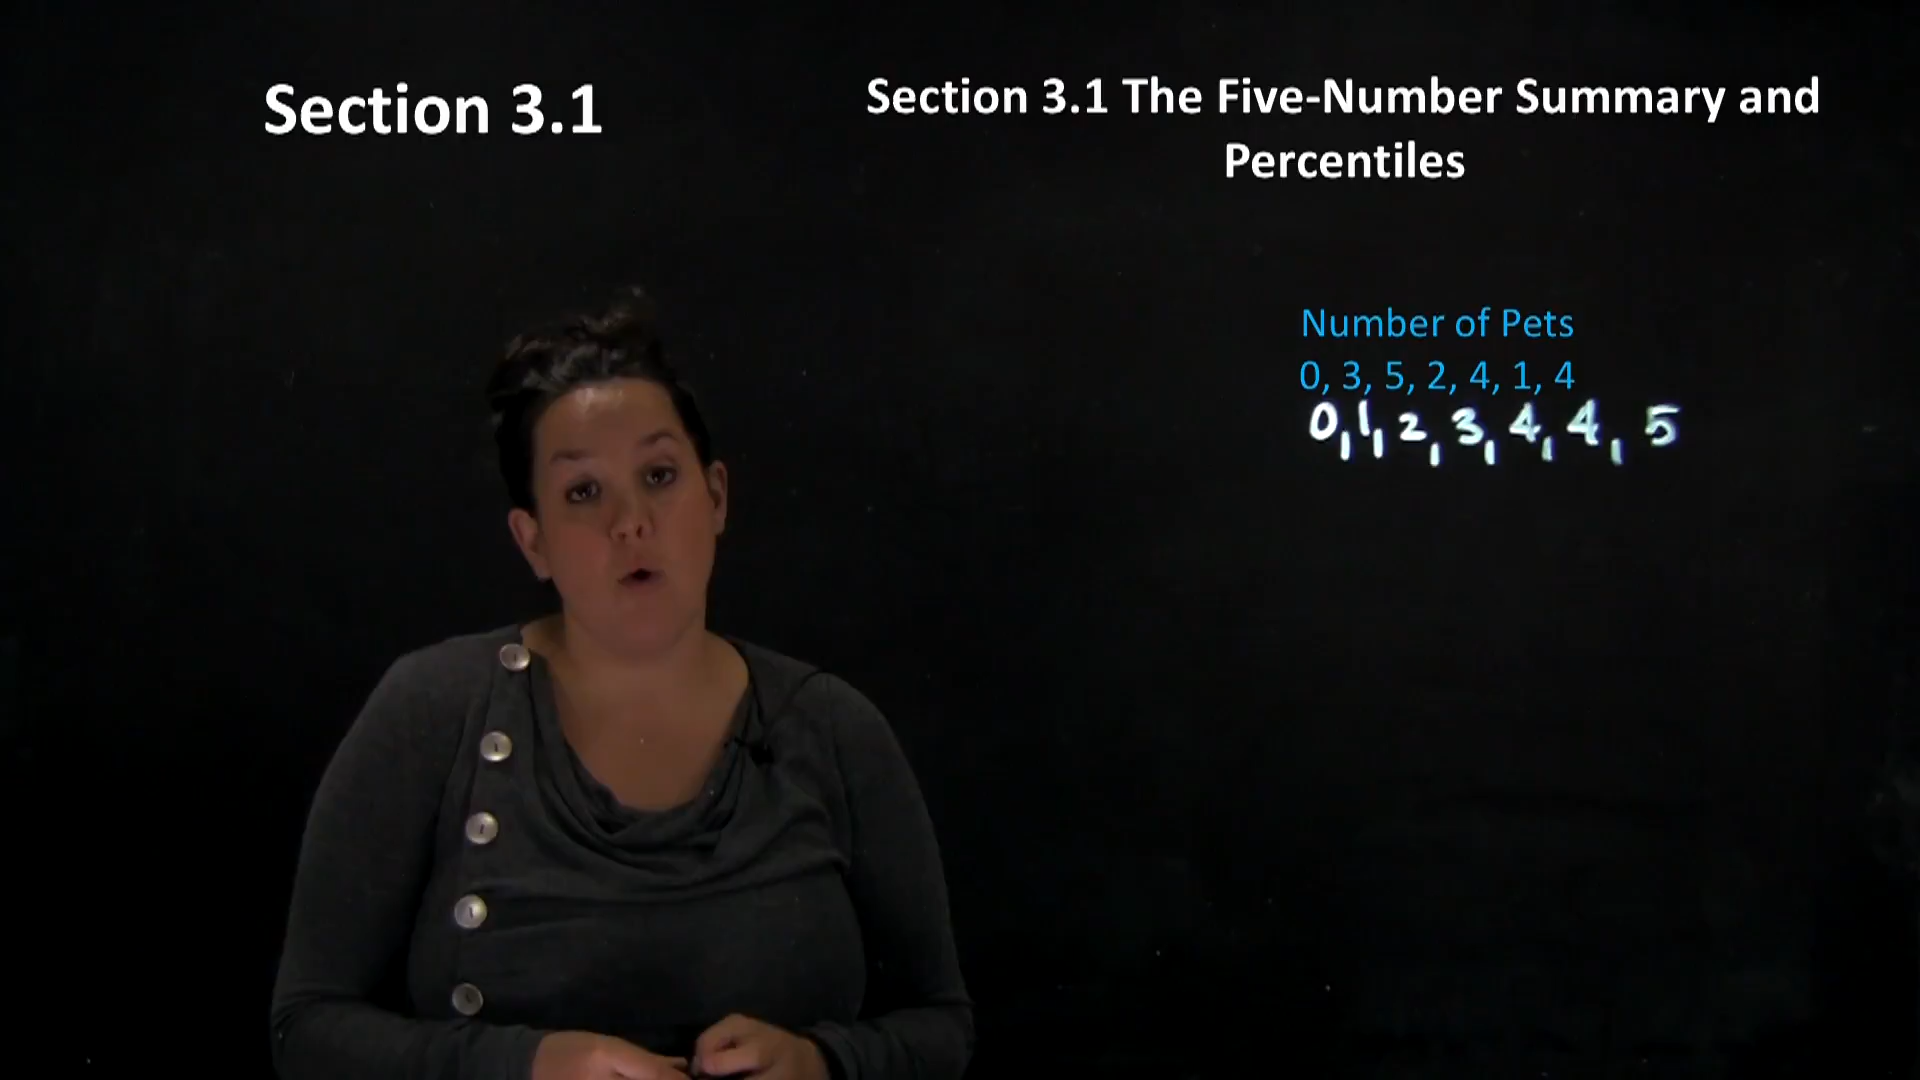 Section 3.1
Section 3.1 The Five-Number Summary and
Percentiles
Number of Pets
0, 3, 5, 2, 4, 1, 4
0, 1, 2, 3, 4, 4, 5